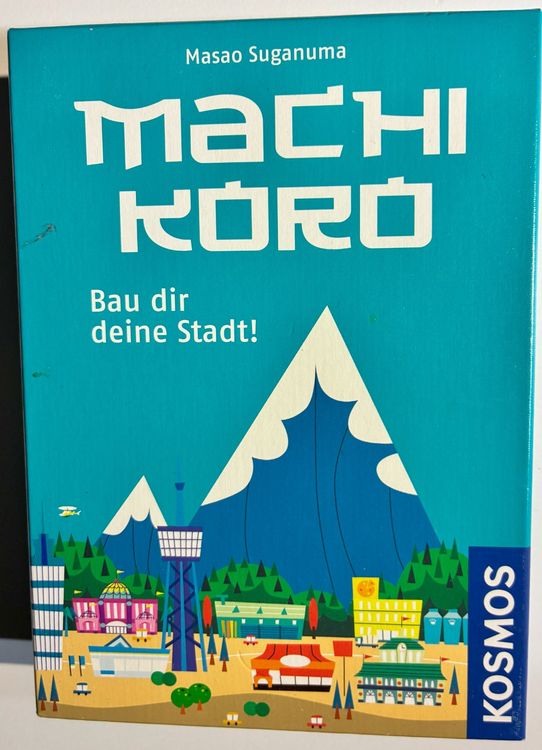 Masao Suganuma
MACHI
KORO
Bau dir
deine Stadt!
KOSMOS